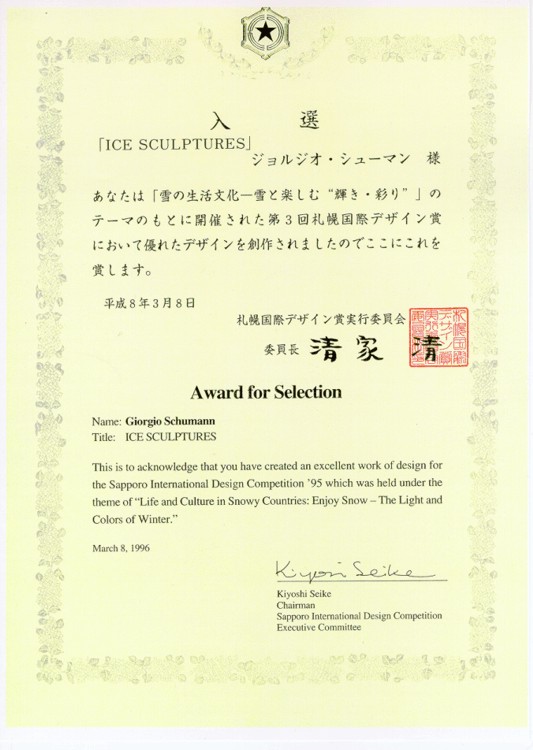 入 選
「ICE SCULPTURES」
ジョルジオ・シューマン 様
あなたは「雪の生活文化―雪と楽しむ“輝き・彩り”」の
テーマのもとに開催された第3回札幌国際デザイン賞
において優れたデザインを創作されましたのでここにこれを
賞します。
平成8年3月8日
札幌国際デザイン賞実行委員会
委員長 清家 清
Award for Selection
Name: Giorgio Schumann
Title: ICE SCULPTURES
This is to acknowledge that you have created an excellent work of design for
the Sapporo International Design Competition ’95 which was held under the
theme of “Life and Culture in Snowy Countries: Enjoy Snow – The Light and
Colors of Winter.”
March 8, 1996
Kiyosi Seike
Kiyoshi Seike
Chairman
Sapporo International Design Competition
Executive Committee